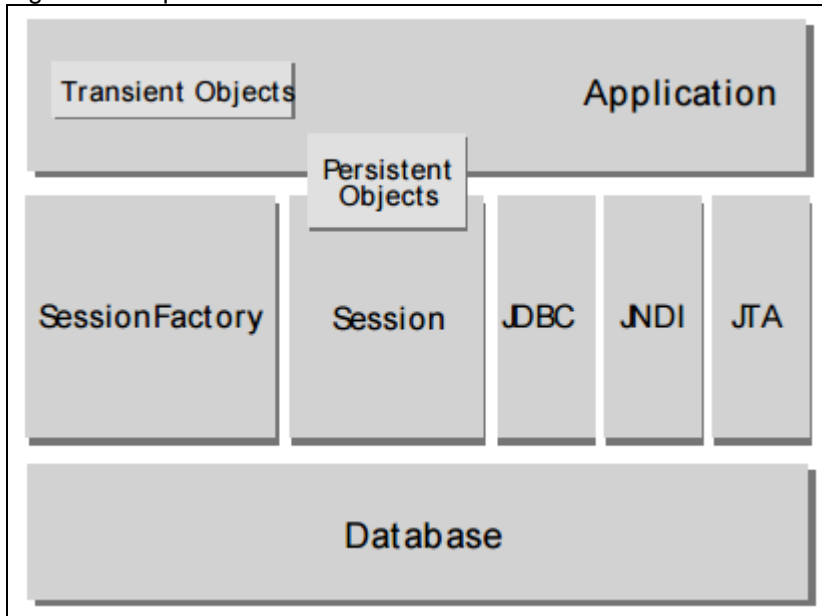 Transient Objects
Application
Persistent
Objects
SessionFactory
Session
JDBC
JNDI
JTA
Database